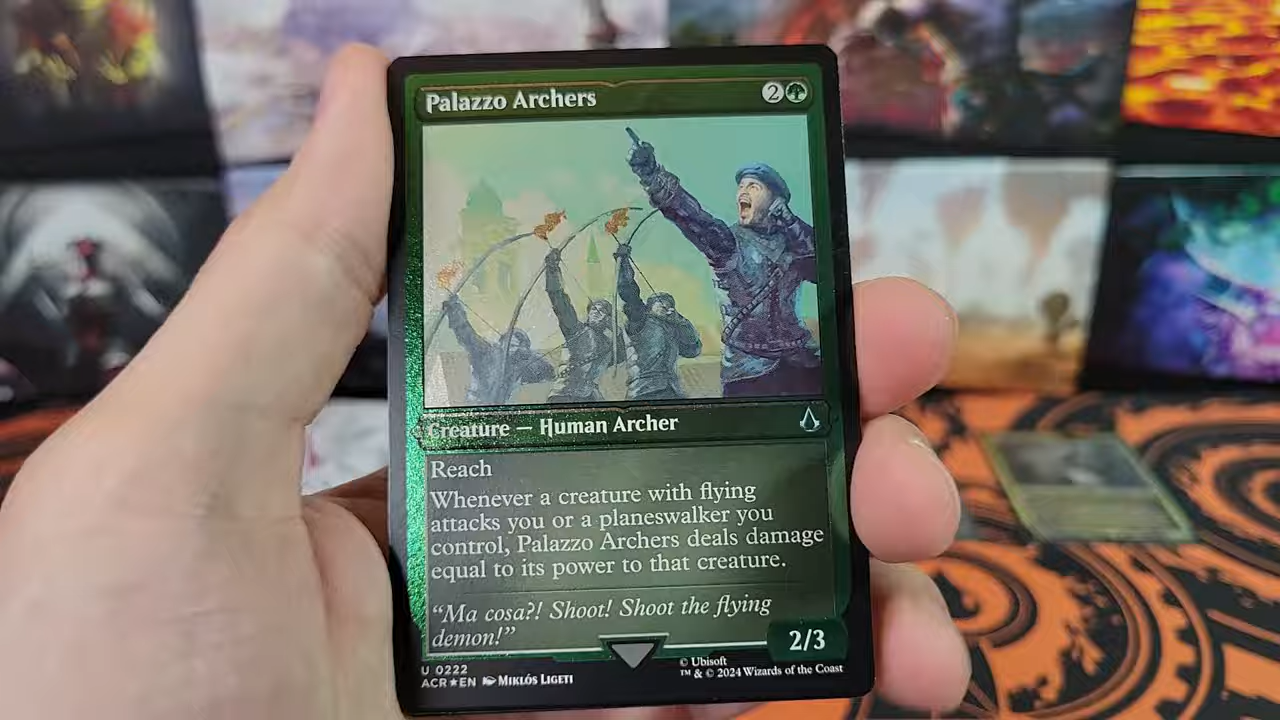 Palazzo Archers 2
Creature — Human Archer
Reach
Whenever a creature with flying
attacks you or a planeswalker you
control, Palazzo Archers deals damage
equal to its power to that creature.
“Ma cosa?! Shoot! Shoot the flying
demon!”
2/3
U 0222
ACR★EN MIKLÓS LIGETI
© Ubisoft
™ & © 2024 Wizards of the Coast